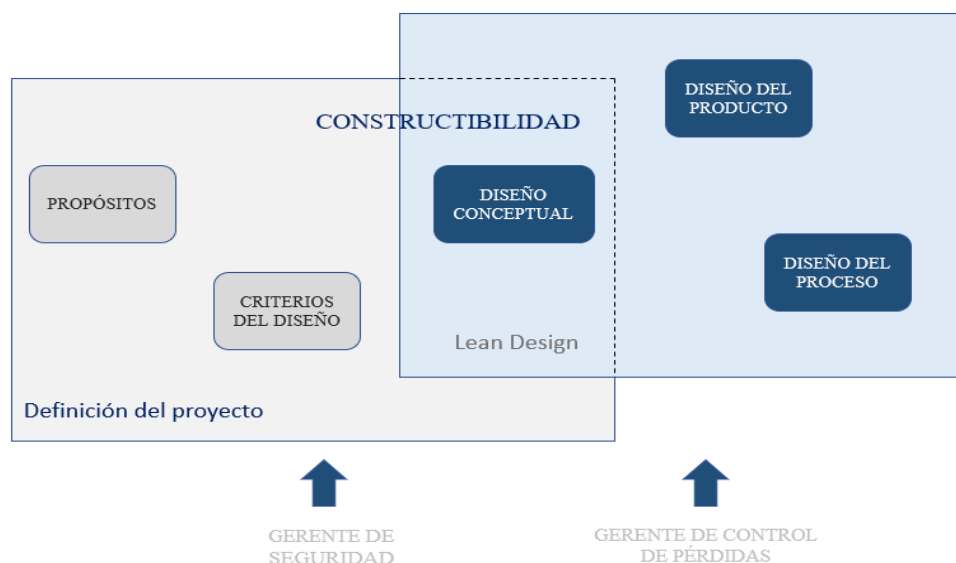 CONSTRUCTIBILIDAD
DISEÑO DEL
PRODUCTO
PROPÓSITOS
DISEÑO
CONCEPTUAL
DISEÑO DEL
PROCESO
CRITERIOS
DEL DISEÑO
Lean Design
Definición del proyecto
GERENTE DE
SEGURIDAD
GERENTE DE CONTROL
DE PÉRDIDAS